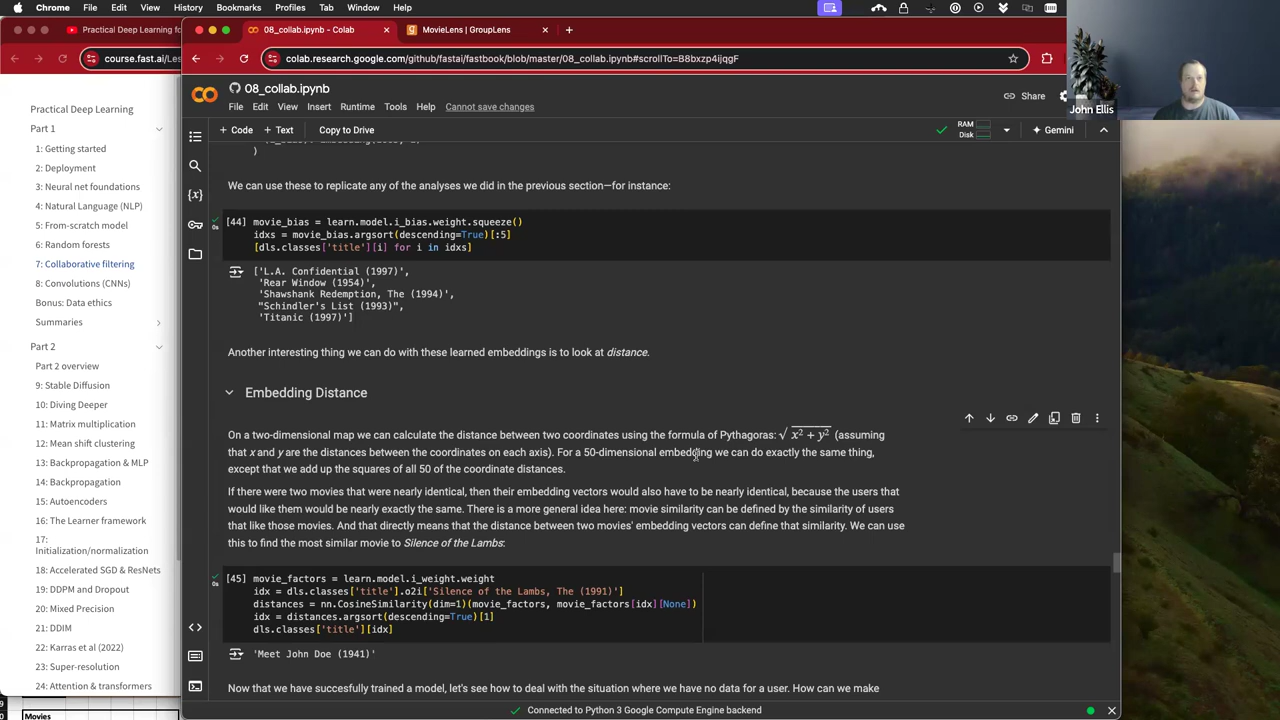 Chrome File Edit View History Bookmarks Profiles Tab Window Help
Practical Deep Learning fo
08_collab.ipynb - Colab
MovieLens | GroupLens
course.fast.ai/Les
colab.research.google.com/github/fastai/fastbook/blob/master/08_collab.ipynb#scrollTo=B8bxzp4ijqgF
08_collab.ipynb
File Edit View Insert Runtime Tools Help Cannot save changes
Share
John Ellis
+ Code + Text Copy to Drive
RAM
Disk
Gemini
Practical Deep Learning
Part 1
1: Getting started
2: Deployment
3: Neural net foundations
4: Natural Language (NLP)
5: From-scratch model
6: Random forests
7: Collaborative filtering
8: Convolutions (CNNs)
Bonus: Data ethics
Summaries
Part 2
Part 2 overview
9: Stable Diffusion
10: Diving Deeper
11: Matrix multiplication
12: Mean shift clustering
13: Backpropagation & MLP
14: Backpropagation
15: Autoencoders
16: The Learner framework
17:
Initialization/normalization
18: Accelerated SGD & ResNets
19: DDPM and Dropout
20: Mixed Precision
21: DDIM
22: Karras et al (2022)
23: Super-resolution
24: Attention & transformers
Movies
)
We can use these to replicate any of the analyses we did in the previous section—for instance:
[44] movie_bias = learn.model.i_bias.weight.squeeze()
idxs = movie_bias.argsort(descending=True)[:5]
[dls.classes['title'][i] for i in idxs]
0s
['L.A. Confidential (1997)',
'Rear Window (1954)',
'Shawshank Redemption, The (1994)',
"Schindler's List (1993)",
'Titanic (1997)']
Another interesting thing we can do with these learned embeddings is to look at distance.
Embedding Distance
On a two-dimensional map we can calculate the distance between two coordinates using the formula of Pythagoras: √x² + y² (assuming
that x and y are the distances between the coordinates on each axis). For a 50-dimensional embedding we can do exactly the same thing,
except that we add up the squares of all 50 of the coordinate distances.
If there were two movies that were nearly identical, then their embedding vectors would also have to be nearly identical, because the users that
would like them would be nearly exactly the same. There is a more general idea here: movie similarity can be defined by the similarity of users
that like those movies. And that directly means that the distance between two movies' embedding vectors can define that similarity. We can use
this to find the most similar movie to Silence of the Lambs:
[45] movie_factors = learn.model.i_weight.weight
idx = dls.classes['title'].o2i['Silence of the Lambs, The (1991)']
distances = nn.CosineSimilarity(dim=1)(movie_factors, movie_factors[idx][None])
idx = distances.argsort(descending=True)[1]
dls.classes['title'][idx]
0s
'Meet John Doe (1941)'
Now that we have succesfully trained a model, let's see how to deal with the situation where we have no data for a user. How can we make
Connected to Python 3 Google Compute Engine backend